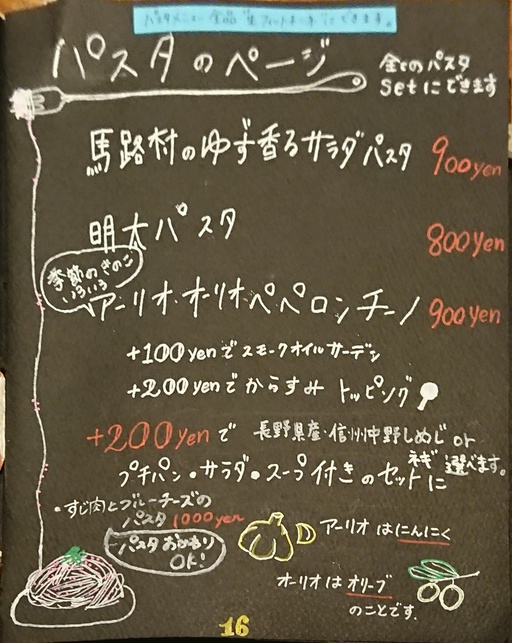 パスタメニュー全品 生フィットチーネにできます。
パスタのページ
全てのパスタ
setにできます
馬路村のゆず香るサラダパスタ 900yen
明太パスタ 800yen
季節のきのこ
いろいろ
アーリオ・オーリオ・ペペロンチーノ 900yen
+100yenでスモークオイルサーデン
+200yenでからすみ トッピング
+200yenで 長野県産・信州中野しめじor
ネギ 選べます。
プチパン・サラダ・スープ付きのセットに
・すじ肉とブルーチーズの
パスタ 1000yen
パスタおかわり
OK!
アーリオはにんにく
オーリオはオリーブ
のことです。
16